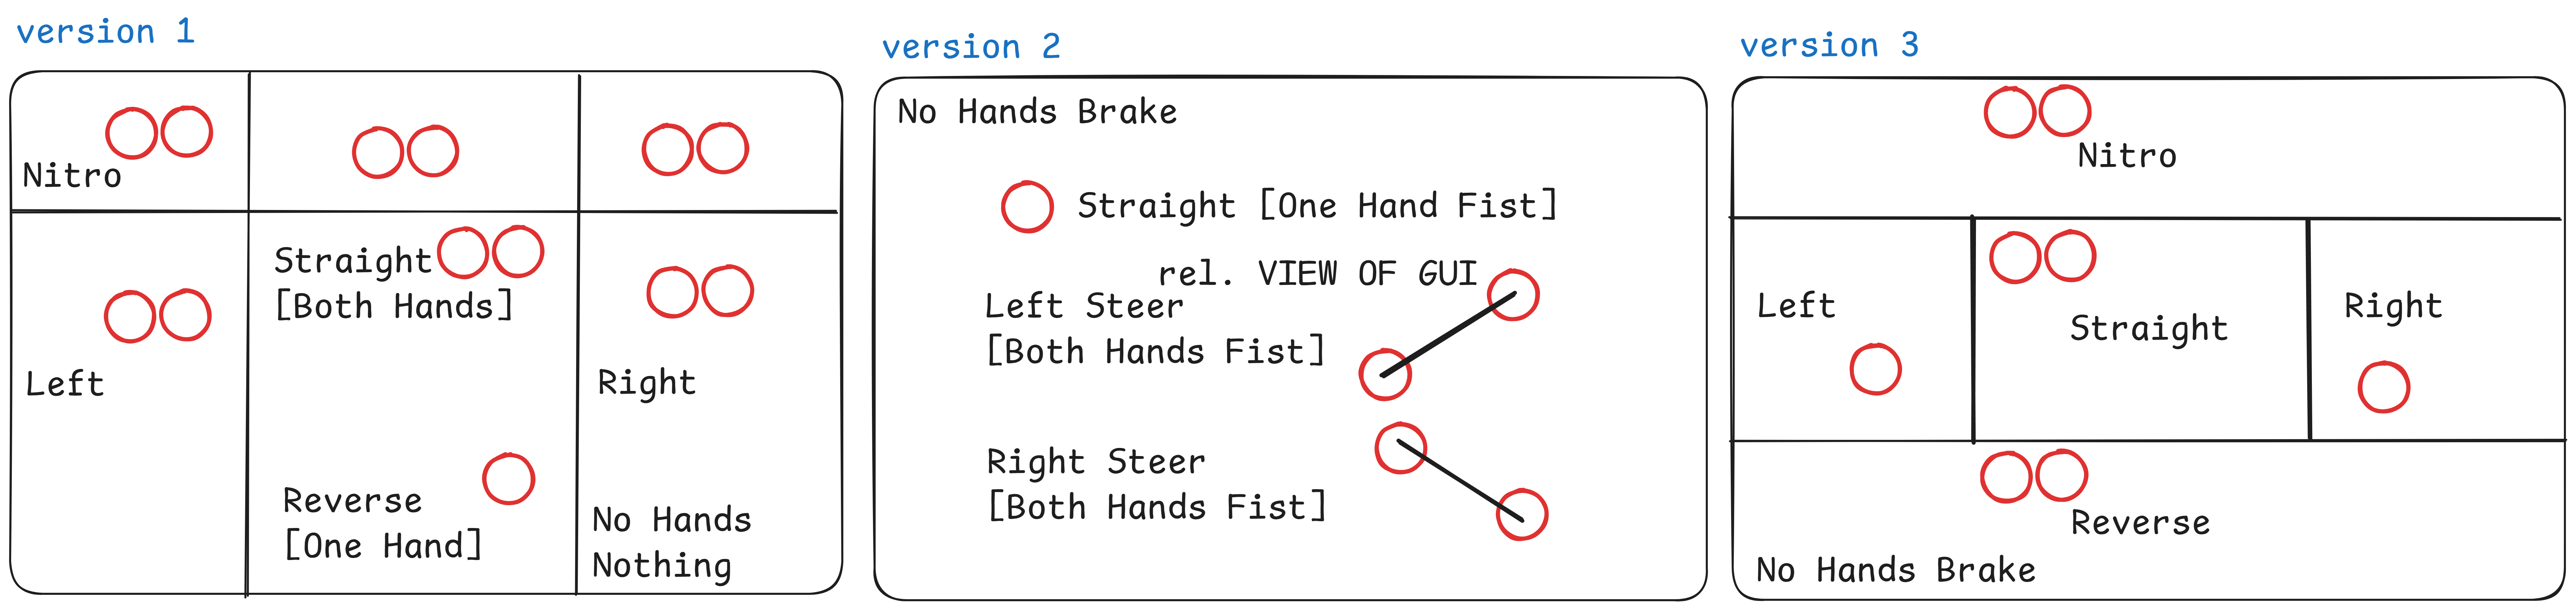 version 1
Nitro
Straight
[Both Hands]
Left
Right
Reverse
[One Hand]
No Hands
Nothing
version 2
No Hands Brake
Straight [One Hand Fist]
rel. VIEW OF GUI
Left Steer
[Both Hands Fist]
Right Steer
[Both Hands Fist]
version 3
Nitro
Left
Straight
Right
Reverse
No Hands Brake